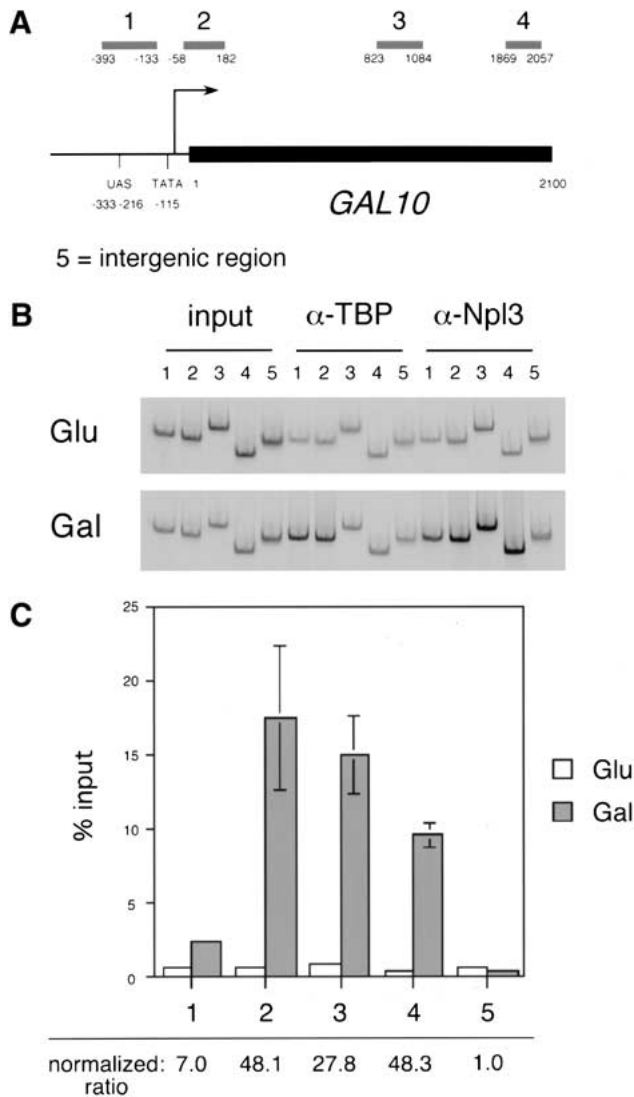 A
1 2 3 4
-393 -133 -58 182 823 1084 1869 2057
UAS TATA 1 2100
-333 -216 -115
GAL10
5 = intergenic region
B
input α-TBP α-Npl3
1 2 3 4 5 1 2 3 4 5 1 2 3 4 5
Glu
Gal
C
25
20
15
10
5
0
% input
Glu
Gal
1 2 3 4 5
normalized: 7.0 48.1 27.8 48.3 1.0
ratio